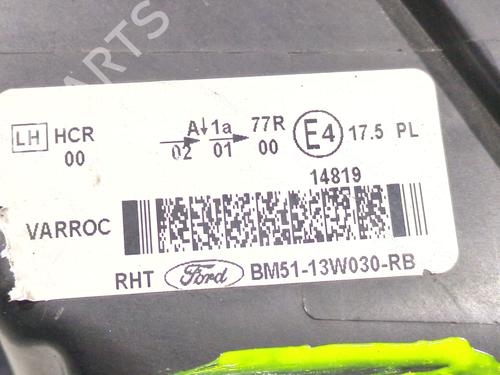 PARTS
LH HCR A↓ 1a 77R E4 17.5 PL
00 02 01 00
14819
VARROC
RHT Ford BM51-13W030-RB